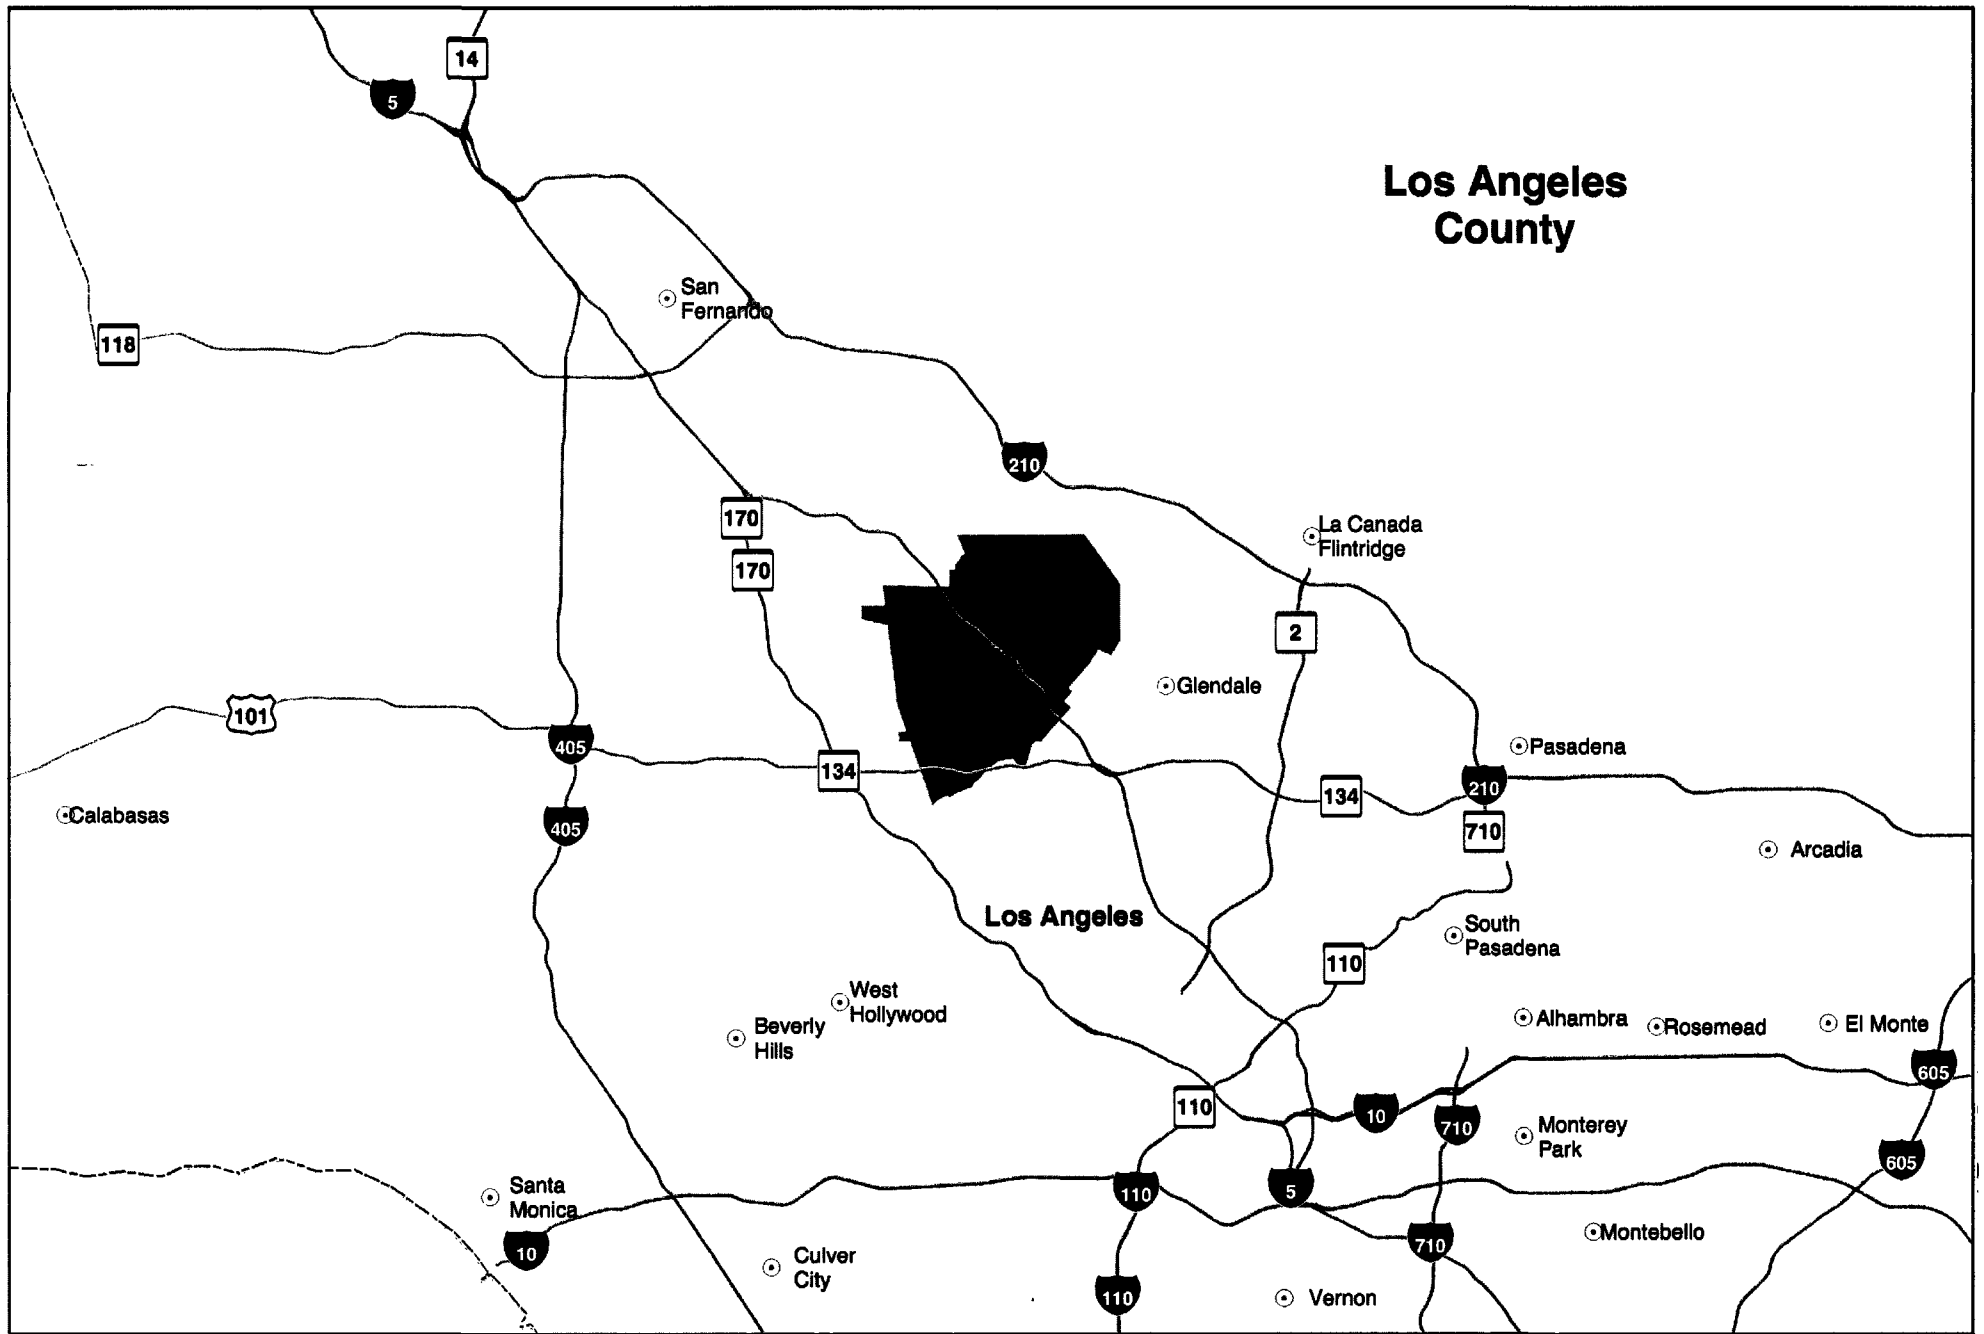 14
5
Los Angeles
County
San
Fernando
118
210
170
La Canada
Flintridge
170
2
Glendale
101
405
134
Pasadena
210
134
Calabasas
405
710
Arcadia
Los Angeles
South
Pasadena
110
West
Hollywood
Beverly
Hills
Alhambra
Rosemead
El Monte
605
110
10
710
Monterey
Park
605
Santa
Monica
110
5
10
710
Montebello
Culver
City
110
Vernon